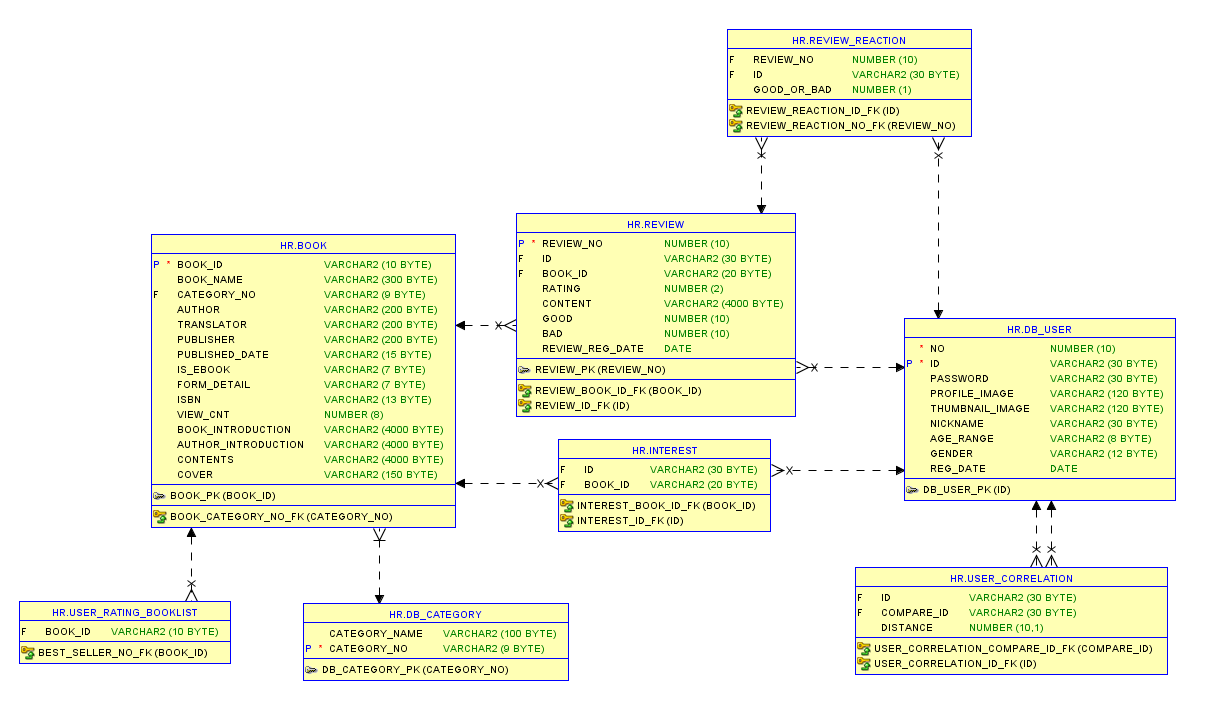 HR.REVIEW_REACTION
F REVIEW_NO NUMBER (10)
F ID VARCHAR2 (30 BYTE)
GOOD_OR_BAD NUMBER (1)
REVIEW_REACTION_ID_FK (ID)
REVIEW_REACTION_NO_FK (REVIEW_NO)
HR.REVIEW
P * REVIEW_NO NUMBER (10)
F ID VARCHAR2 (30 BYTE)
F BOOK_ID VARCHAR2 (20 BYTE)
RATING NUMBER (2)
CONTENT VARCHAR2 (4000 BYTE)
GOOD NUMBER (10)
BAD NUMBER (10)
REVIEW_REG_DATE DATE
REVIEW_PK (REVIEW_NO)
REVIEW_BOOK_ID_FK (BOOK_ID)
REVIEW_ID_FK (ID)
HR.BOOK
P * BOOK_ID VARCHAR2 (10 BYTE)
BOOK_NAME VARCHAR2 (300 BYTE)
F CATEGORY_NO VARCHAR2 (9 BYTE)
AUTHOR VARCHAR2 (200 BYTE)
TRANSLATOR VARCHAR2 (200 BYTE)
PUBLISHER VARCHAR2 (200 BYTE)
PUBLISHED_DATE VARCHAR2 (15 BYTE)
IS_EBOOK VARCHAR2 (7 BYTE)
FORM_DETAIL VARCHAR2 (7 BYTE)
ISBN VARCHAR2 (13 BYTE)
VIEW_CNT NUMBER (8)
BOOK_INTRODUCTION VARCHAR2 (4000 BYTE)
AUTHOR_INTRODUCTION VARCHAR2 (4000 BYTE)
CONTENTS VARCHAR2 (4000 BYTE)
COVER VARCHAR2 (150 BYTE)
BOOK_PK (BOOK_ID)
BOOK_CATEGORY_NO_FK (CATEGORY_NO)
HR.DB_USER
* NO NUMBER (10)
P * ID VARCHAR2 (30 BYTE)
PASSWORD VARCHAR2 (30 BYTE)
PROFILE_IMAGE VARCHAR2 (120 BYTE)
THUMBNAIL_IMAGE VARCHAR2 (120 BYTE)
NICKNAME VARCHAR2 (30 BYTE)
AGE_RANGE VARCHAR2 (8 BYTE)
GENDER VARCHAR2 (12 BYTE)
REG_DATE DATE
DB_USER_PK (ID)
HR.INTEREST
F ID VARCHAR2 (30 BYTE)
F BOOK_ID VARCHAR2 (20 BYTE)
INTEREST_BOOK_ID_FK (BOOK_ID)
INTEREST_ID_FK (ID)
HR.USER_RATING_BOOKLIST
F BOOK_ID VARCHAR2 (10 BYTE)
BEST_SELLER_NO_FK (BOOK_ID)
HR.DB_CATEGORY
CATEGORY_NAME VARCHAR2 (100 BYTE)
P * CATEGORY_NO VARCHAR2 (9 BYTE)
DB_CATEGORY_PK (CATEGORY_NO)
HR.USER_CORRELATION
F ID VARCHAR2 (30 BYTE)
F COMPARE_ID VARCHAR2 (30 BYTE)
DISTANCE NUMBER (10,1)
USER_CORRELATION_COMPARE_ID_FK (COMPARE_ID)
USER_CORRELATION_ID_FK (ID)